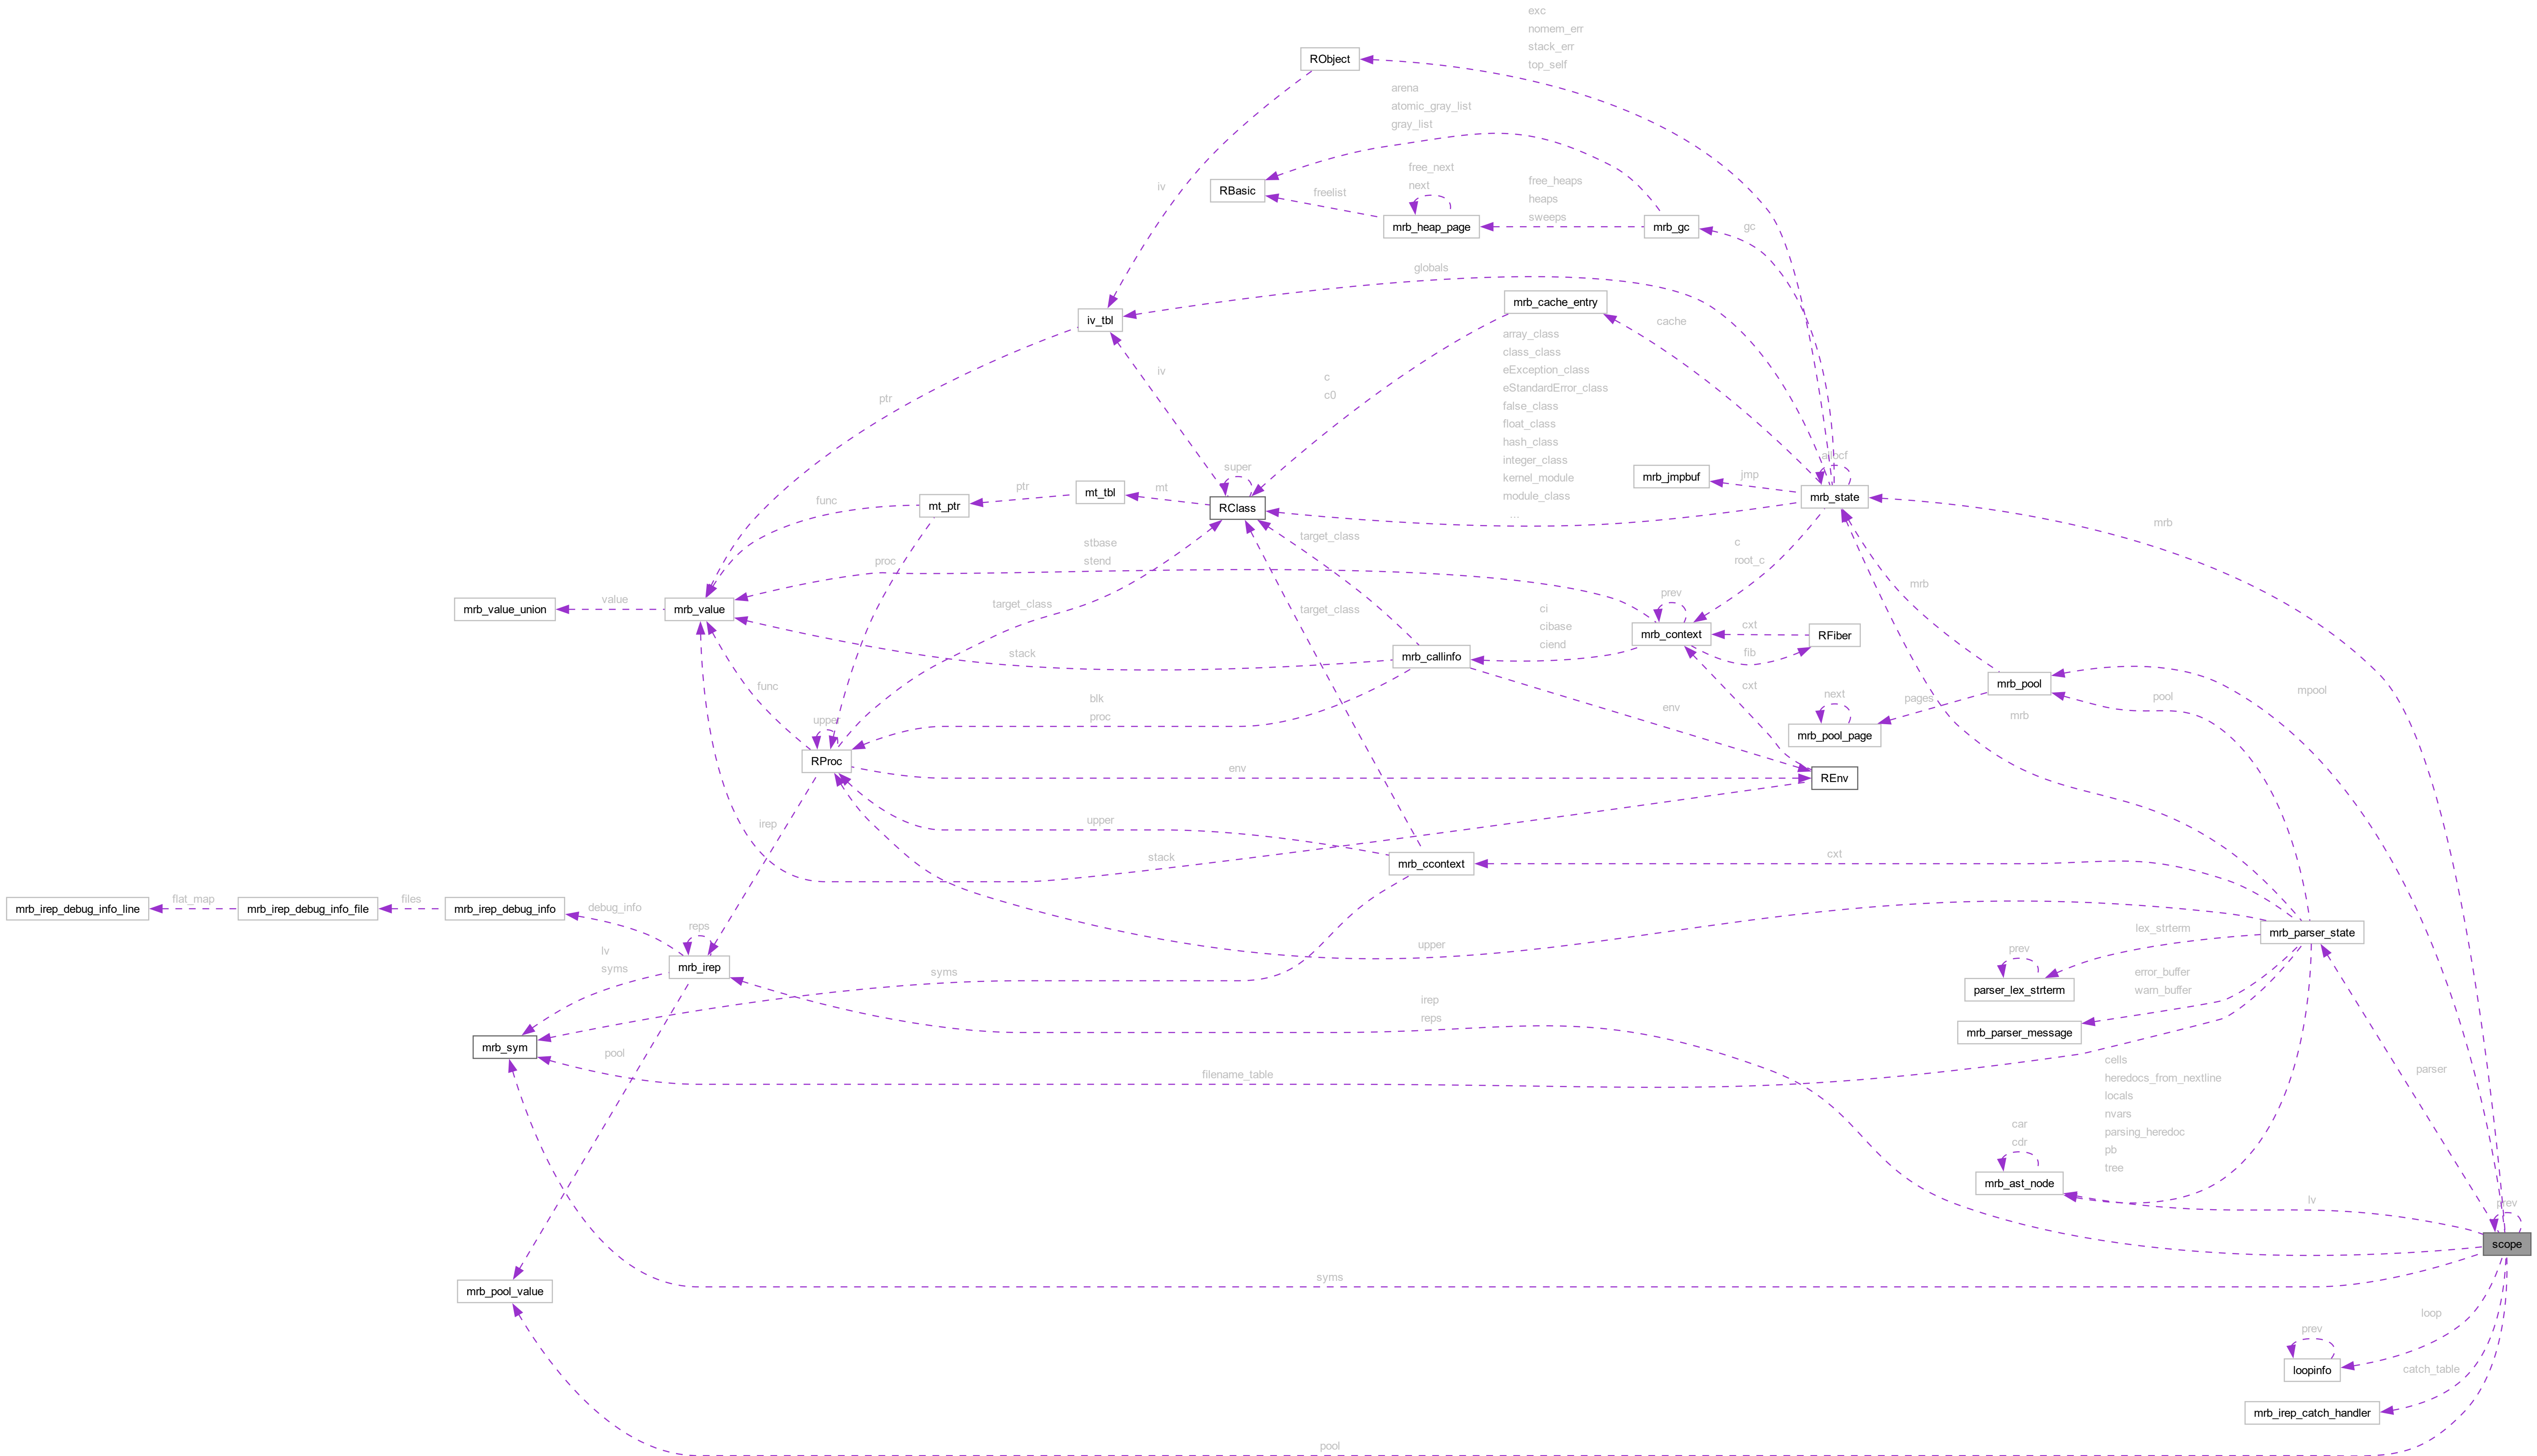 exc
nomem_err
stack_err
top_self
RObject
arena
atomic_gray_list
gray_list
free_next
next
free_heaps
heaps
sweeps
iv
RBasic
freelist
mrb_heap_page
mrb_gc
gc
globals
mrb_cache_entry
iv_tbl
cache
array_class
class_class
eException_class
eStandardError_class
false_class
float_class
hash_class
integer_class
kernel_module
module_class
...
c
c0
iv
ptr
super
allocf
mrb_jmpbuf
jmp
mrb_state
func
mt_ptr
ptr
mt_tbl
mt
RClass
mrb
target_class
stbase
stend
c
root_c
proc
mrb
prev
mrb_value_union
value
mrb_value
target_class
target_class
ci
cibase
ciend
mrb_context
cxt
RFiber
fib
stack
mrb_callinfo
mrb_pool
mpool
func
cxt
next
pages
pool
blk
proc
env
mrb
upper
mrb_pool_page
RProc
env
REnv
irep
upper
stack
mrb_ccontext
cxt
mrb_irep_debug_info_line
flat_map
mrb_irep_debug_info_file
files
mrb_irep_debug_info
debug_info
reps
lv
syms
mrb_irep
upper
syms
mrb_parser_state
lex_strterm
prev
parser_lex_strterm
error_buffer
warn_buffer
irep
reps
mrb_parser_message
mrb_sym
pool
filename_table
cells
heredocs_from_nextline
locals
nvars
parsing_heredoc
pb
tree
parser
car
cdr
mrb_ast_node
lv
prev
scope
syms
mrb_pool_value
loop
prev
loopinfo
catch_table
mrb_irep_catch_handler
pool